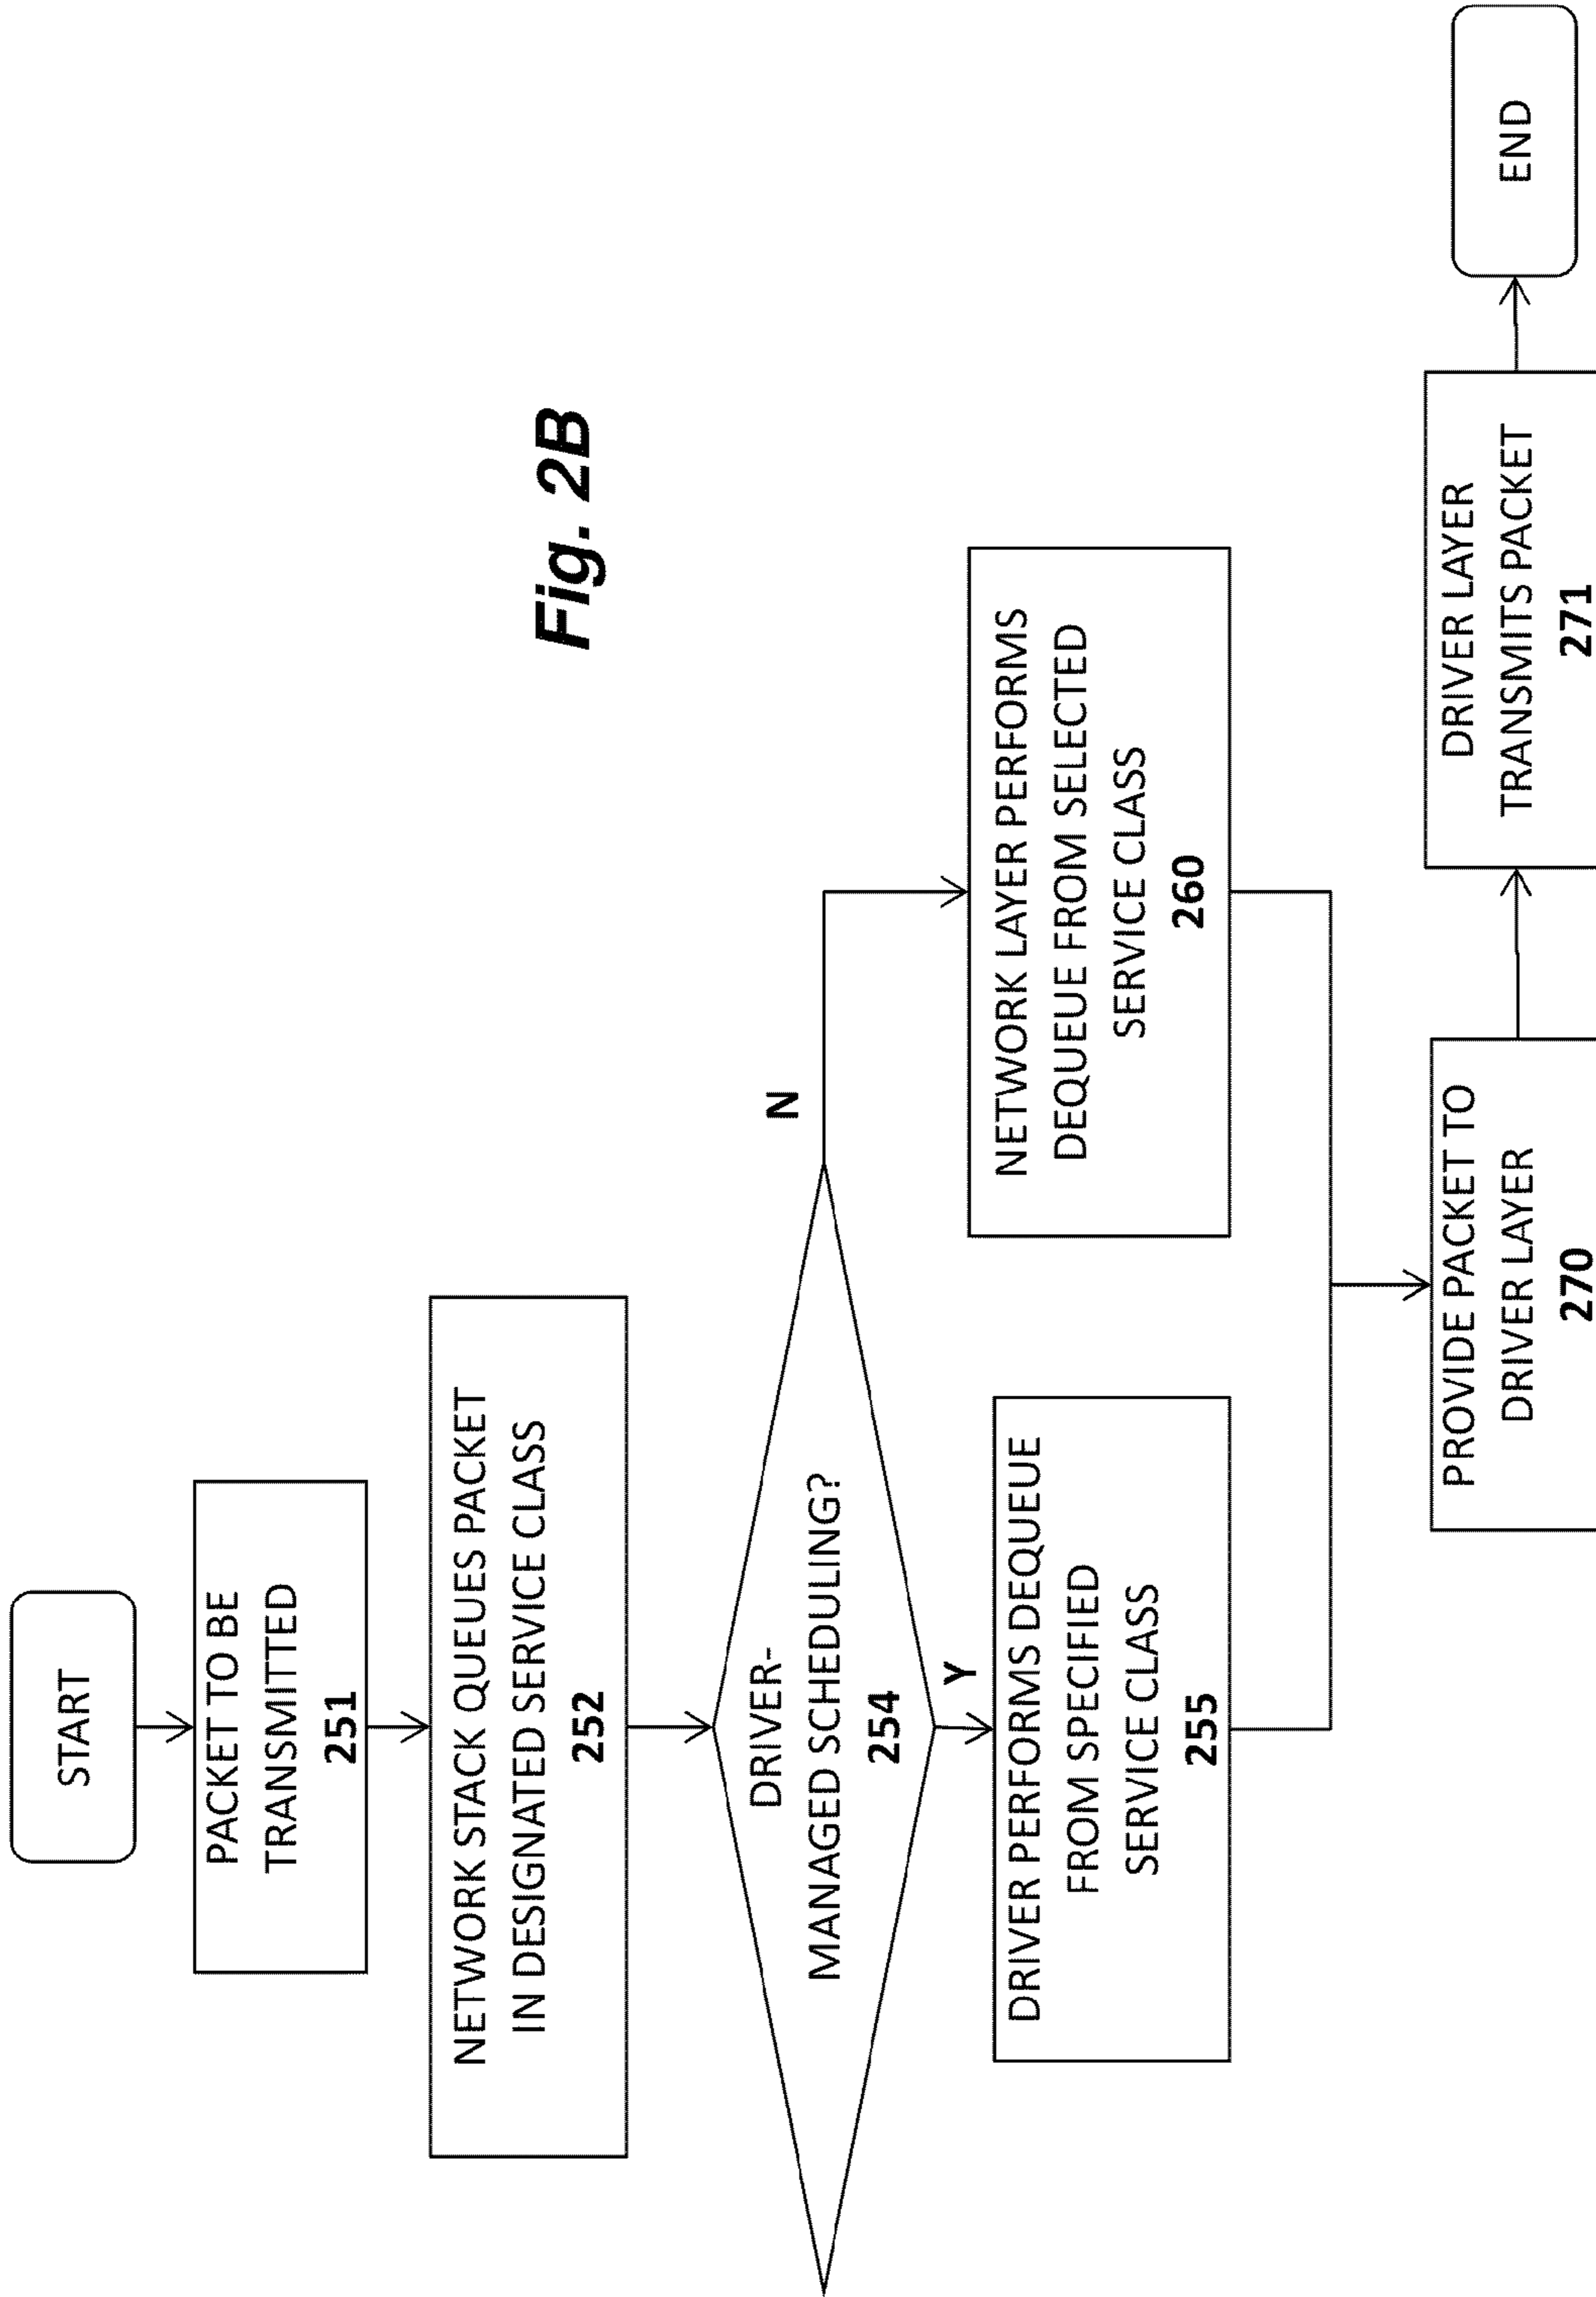 START
PACKET TO BE
TRANSMITTED
251
NETWORK STACK QUEUES PACKET
IN DESIGNATED SERVICE CLASS
252
DRIVER-
MANAGED SCHEDULING?
254
Y
N
DRIVER PERFORMS DEQUEUE
FROM SPECIFIED
SERVICE CLASS
255
NETWORK LAYER PERFORMS
DEQUEUE FROM SELECTED
SERVICE CLASS
260
PROVIDE PACKET TO
DRIVER LAYER
270
DRIVER LAYER
TRANSMITS PACKET
271
END
Fig. 2B